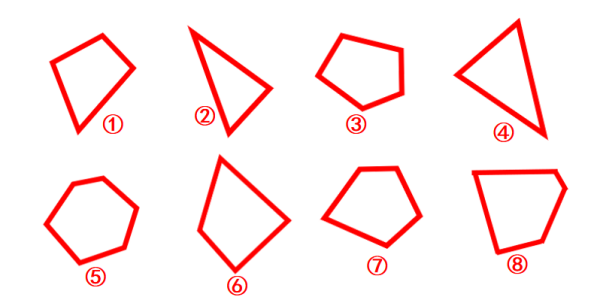 ① ② ③ ④
⑤ ⑥ ⑦ ⑧